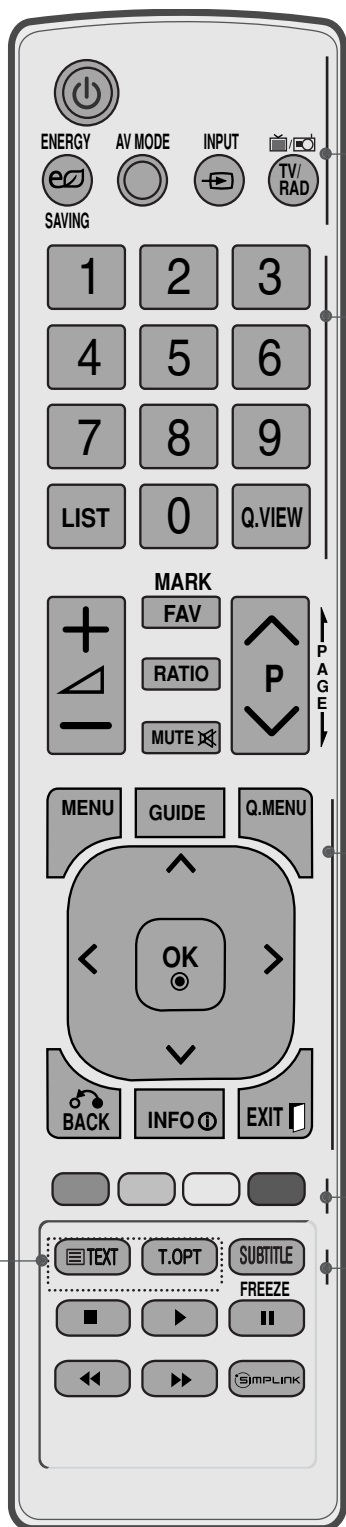 ENERGY AV MODE INPUT
TV/
RAD
SAVING
1 2 3
4 5 6
7 8 9
LIST 0 Q.VIEW
MARK
FAV
RATIO
P
MUTE
PAGE
MENU GUIDE Q.MENU
OK
BACK INFO EXIT
TEXT T.OPT SUBTITLE
FREEZE
SIMPLINK